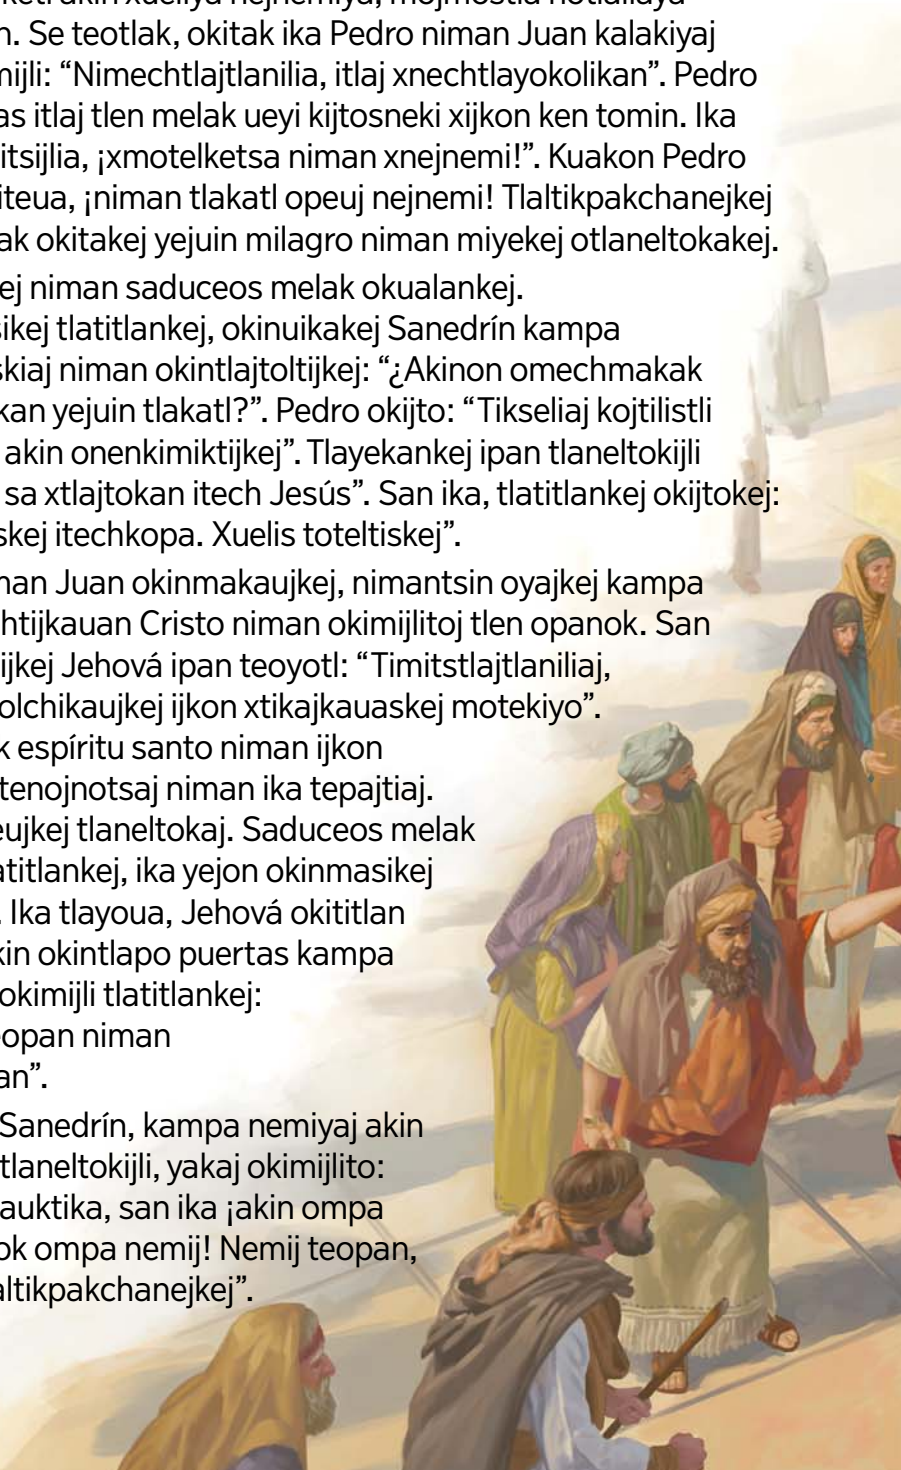 akin xueliya nejnemiya, mojmostla notlaliaya
n. Se teotlak, okitak ika Pedro niman Juan kalakiyaj
mijli: “Nimechtlajtlanilia, itlaj xnechtlayokolikan”. Pedro
as itlaj tlen melak ueyi kijtosneki xijkon ken tomin. Ika
itsijlia, ¡xmotelketsa niman xnejnemi!”. Kuakon Pedro
iteua, ¡niman tlakatl opeuj nejnemi! Tlaltikpakchanejkej
ak okitakej yejuin milagro niman miyekej otlaneltokakej.
ej niman saduceos melak okualankej.
sikej tlatitlankej, okinuikakej Sanedrín kampa
skiaj niman okintlajtoltijkej: “¿Akinon omechmakak
kan yejuin tlakatl?”. Pedro okijto: “Tikseliaj kojtilistli
akin onenkimiktijkej”. Tlayekankej ipan tlaneltokijli
sa xtlajtokan itech Jesús”. San ika, tlatitlankej okijtokej:
skej itechkopa. Xuelis toteltiskej”.
man Juan okinmakaujkej, nimantsin oyajkej kampa
htijkauan Cristo niman okimijlitoj tlen opanok. San
ijkej Jehová ipan teoyotl: “Timitstlajtlaniliaj,
olchikaujkej ijkon xtikajkauaskej motekiyo”.
k espíritu santo niman ijkon
tenojnotsaj niman ika tepajtiaj.
eujkej tlaneltokaj. Saduceos melak
atitlankej, ika yejon okinmasikej
. Ika tlayoua, Jehová okititlan
kin okintlapo puertas kampa
okimijli tlatitlankej:
eopan niman
an”.
Sanedrín, kampa nemiyaj akin
tlaneltokijli, yakaj okimijlito:
auktika, san ika ¡akin ompa
ok ompa nemij! Nemij teopan,
altikpakchanejkej”.